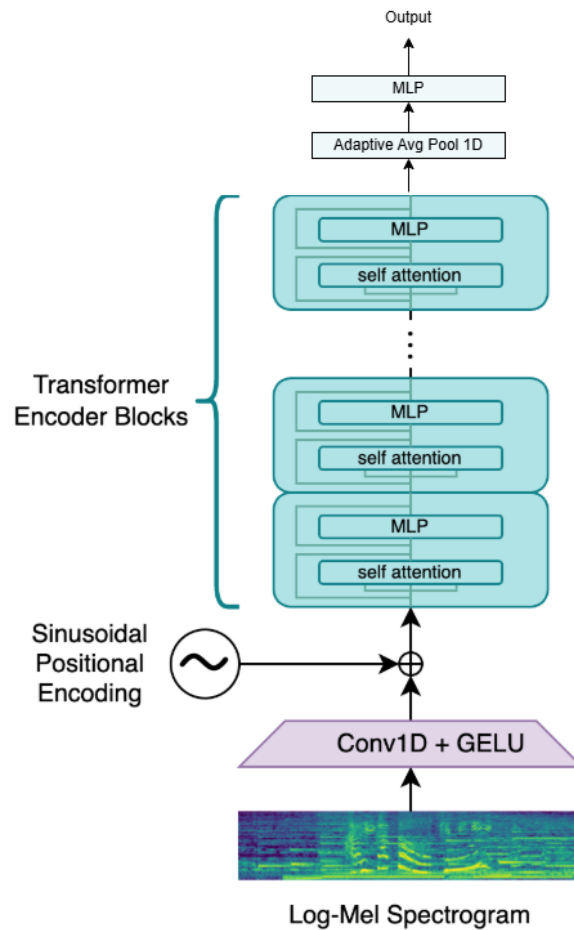 Output
MLP
Adaptive Avg Pool 1D
MLP
self attention
Transformer
Encoder Blocks
MLP
self attention
MLP
self attention
Sinusoidal
Positional
Encoding
Conv1D + GELU
Log-Mel Spectrogram